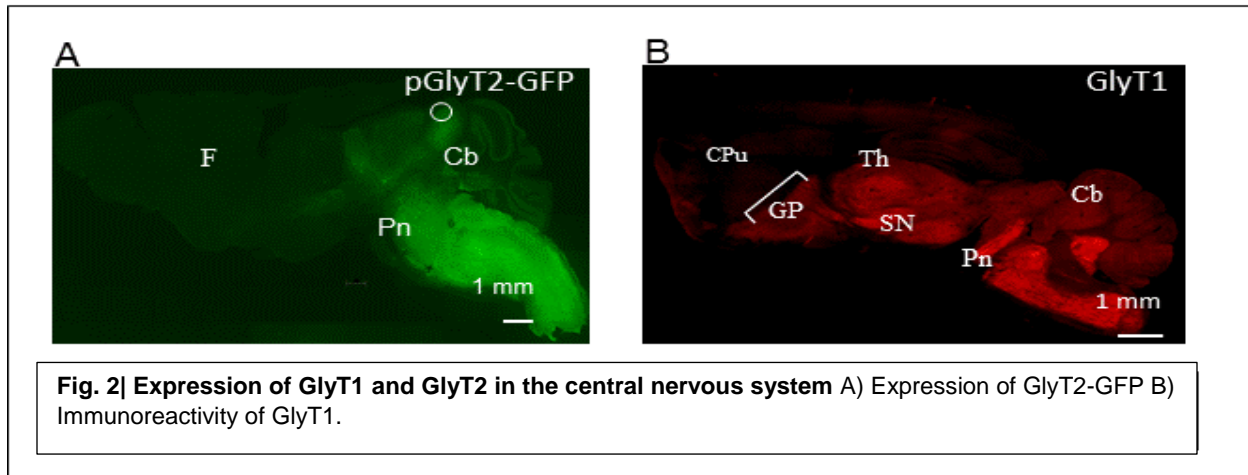 A
pGlyT2-GFP
F
Cb
Pn
1 mm
B
GlyT1
CPu
Th
GP
SN
Cb
Pn
1 mm
Fig. 2| Expression of GlyT1 and GlyT2 in the central nervous system A) Expression of GlyT2-GFP B)
Immunoreactivity of GlyT1.